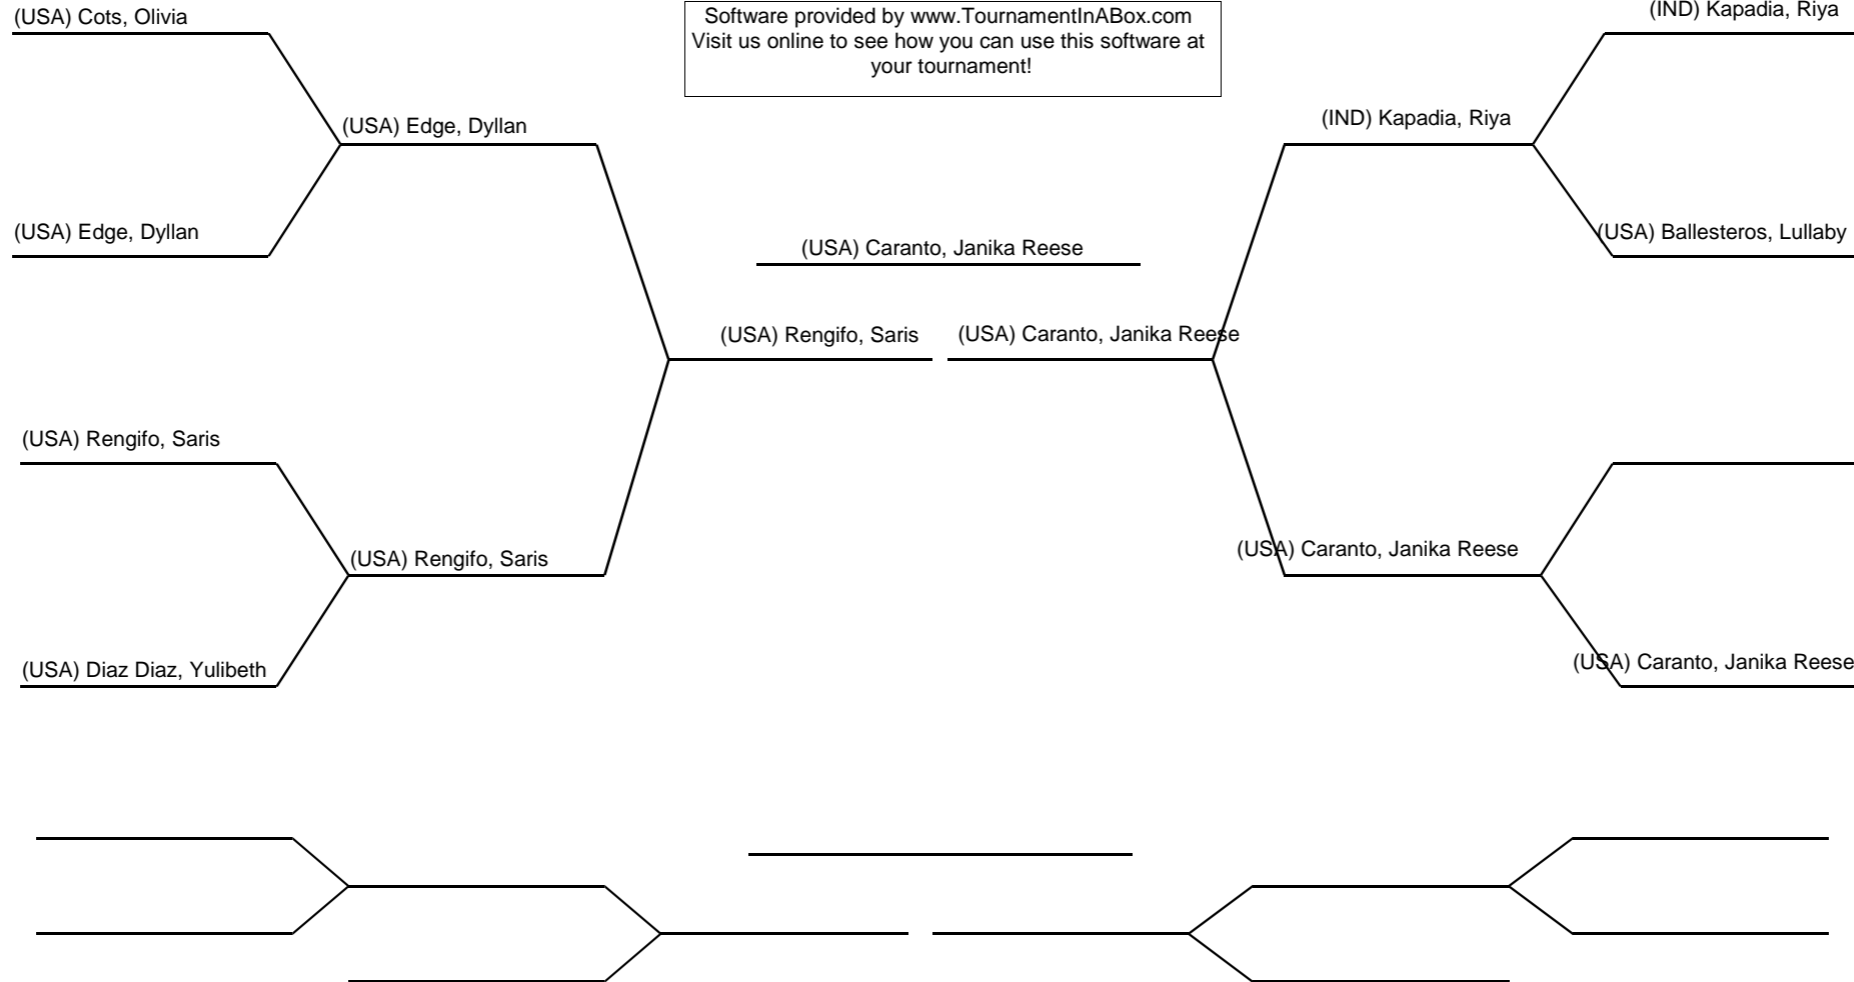 (USA) Cots, Olivia
Software provided by www.TournamentInABox.com
Visit us online to see how you can use this software at
your tournament!
(IND) Kapadia, Riya
(USA) Edge, Dyllan
(IND) Kapadia, Riya
(USA) Edge, Dyllan
(USA) Caranto, Janika Reese
(USA) Ballesteros, Lullaby
(USA) Rengifo, Saris
(USA) Caranto, Janika Reese
(USA) Rengifo, Saris
(USA) Rengifo, Saris
(USA) Caranto, Janika Reese
(USA) Diaz Diaz, Yulibeth
(USA) Caranto, Janika Reese